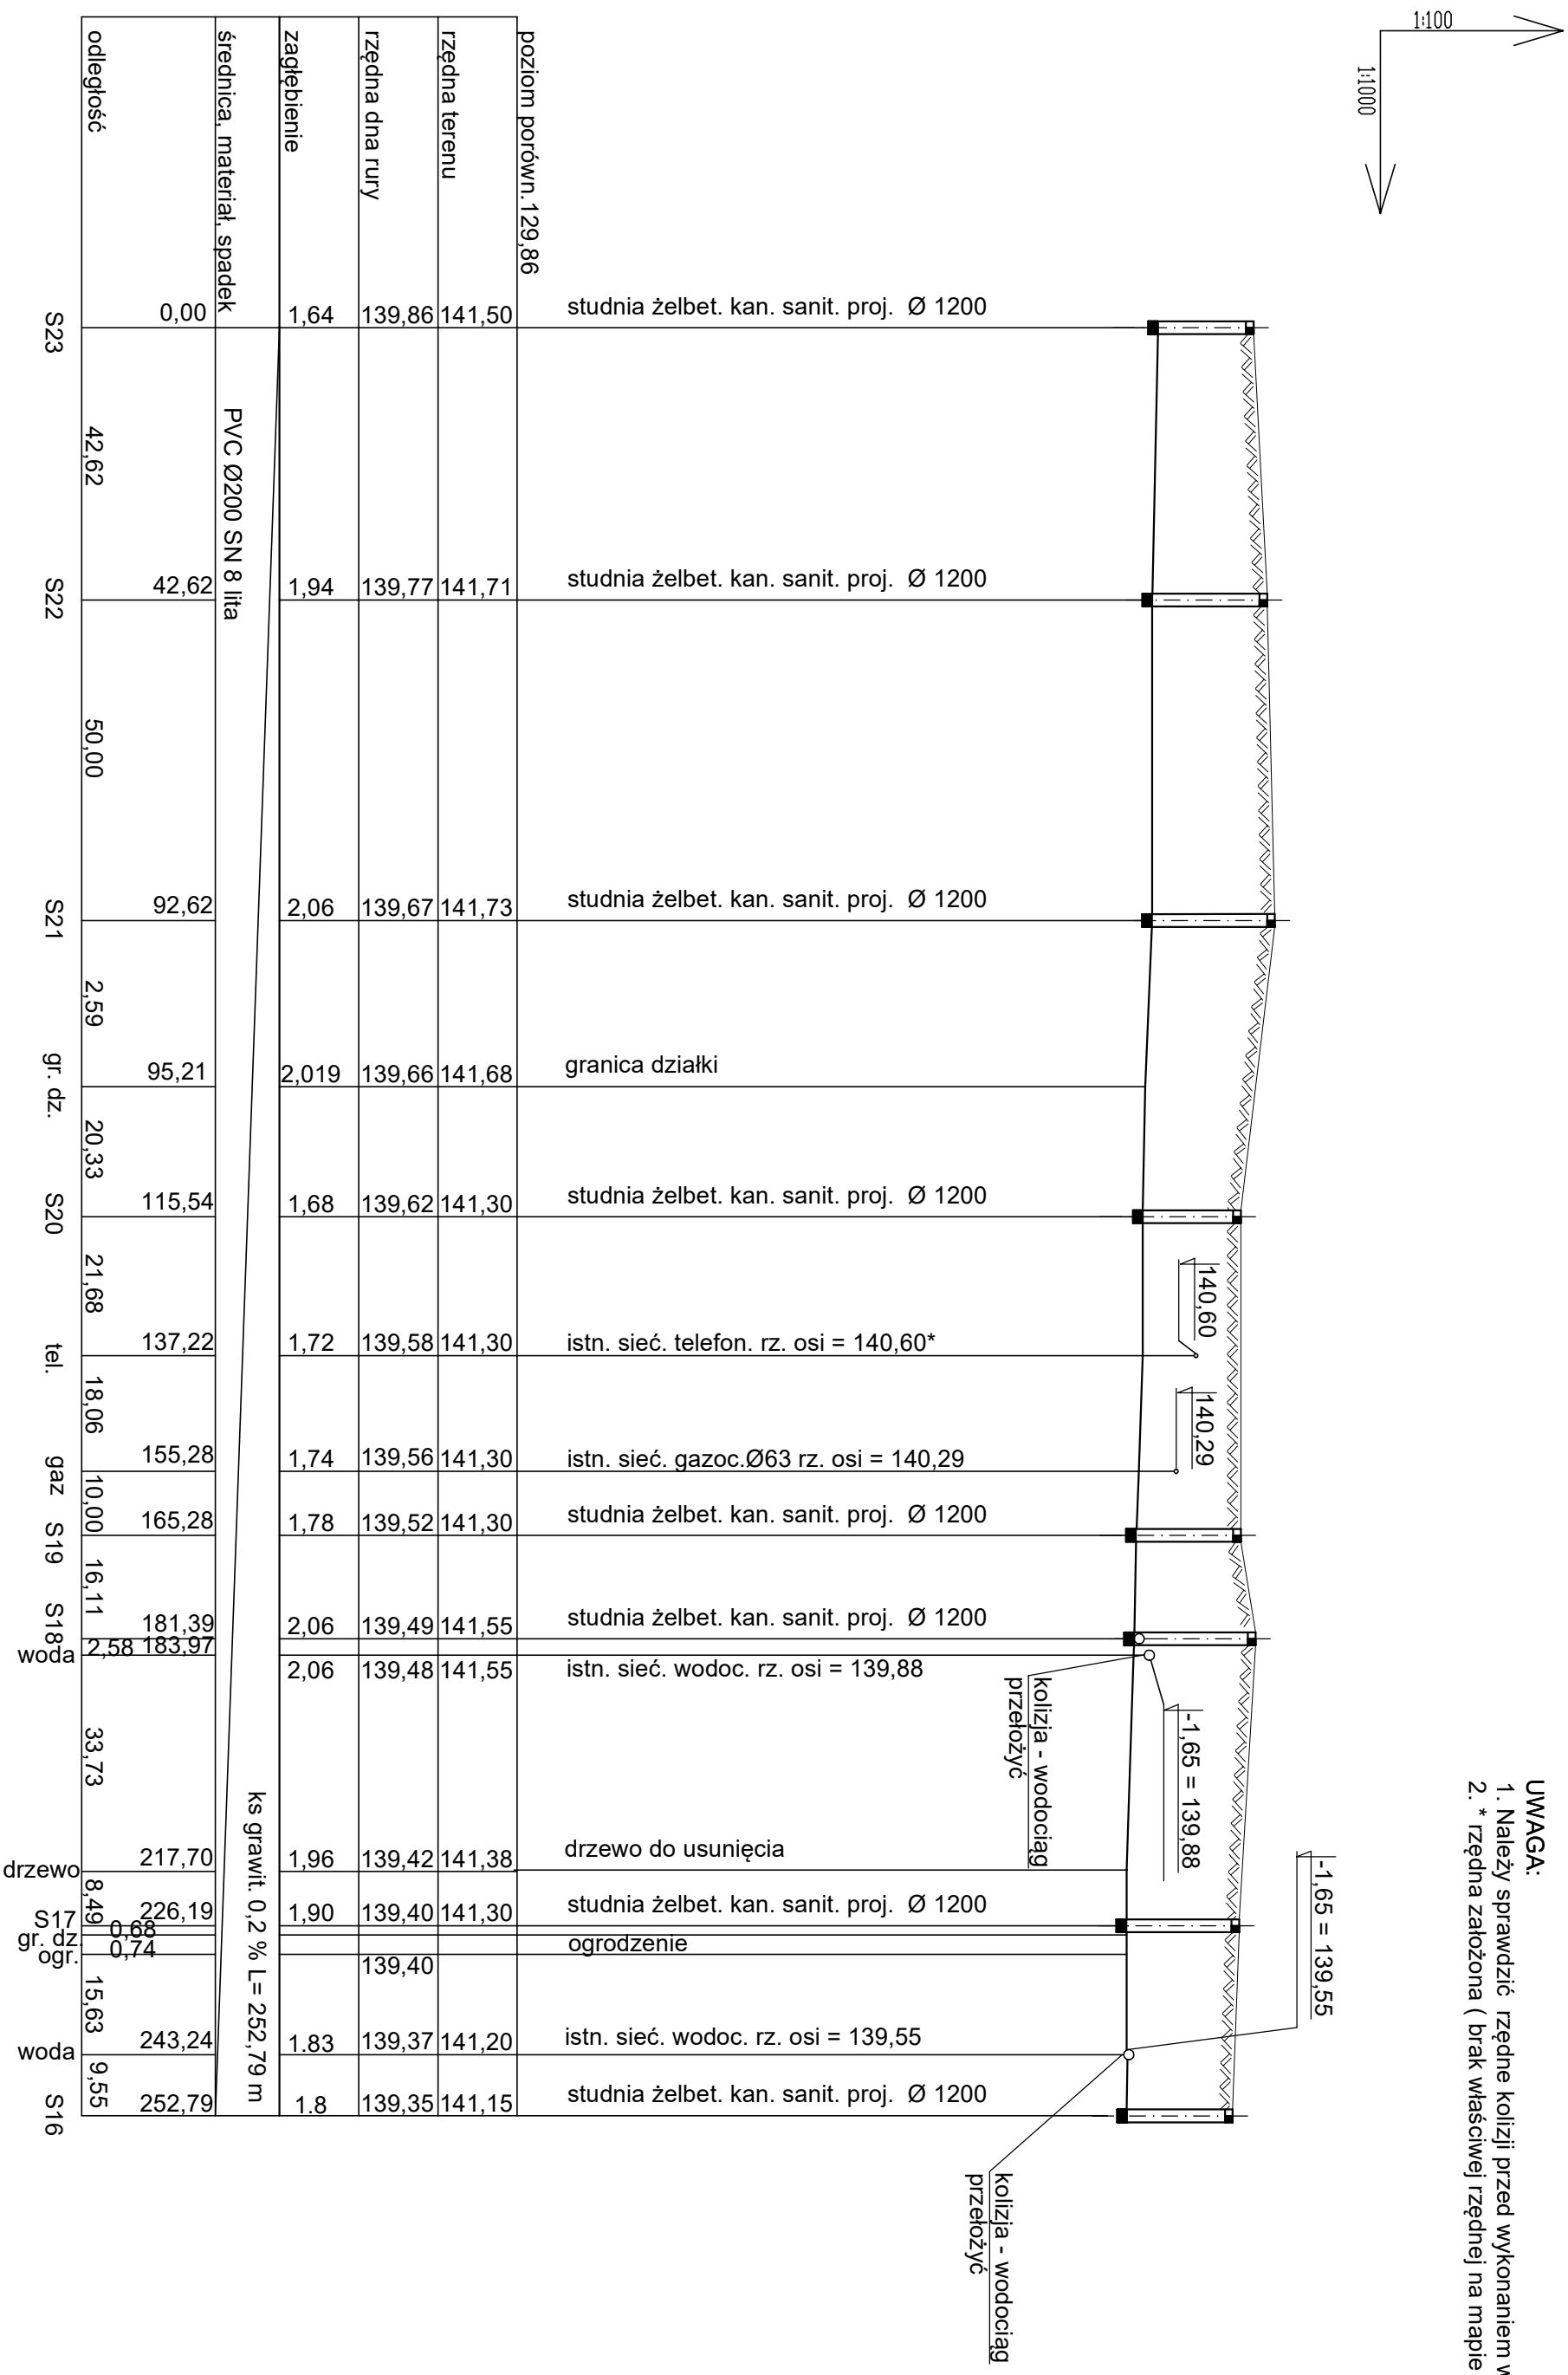 1:100
1:1000
UWAGA:
1. Należy sprawdzić rzędne kolizji przed wykonaniem
2. * rzędna założona ( brak właściwej rzędnej na mapie
poziom porówn.129,86
rzędna terenu
rzędna dna rury
zagłębienie
średnica, materiał, spadek
odległość
studnia żelbet. kan. sanit. proj. Ø 1200
141,50
139,86
1,64
0,00
S23
42,62
PVC Ø200 SN 8 lita
studnia żelbet. kan. sanit. proj. Ø 1200
141,71
139,77
1,94
42,62
S22
50,00
studnia żelbet. kan. sanit. proj. Ø 1200
141,73
139,67
2,06
92,62
S21
2,59
granica działki
141,68
139,66
2,019
95,21
gr. dz.
20,33
studnia żelbet. kan. sanit. proj. Ø 1200
141,30
139,62
1,68
115,54
S20
21,68
140,60
istn. sieć. telefon. rz. osi = 140,60*
141,30
139,58
1,72
137,22
tel.
18,06
140,29
istn. sieć. gazoc.Ø63 rz. osi = 140,29
141,30
139,56
1,74
155,28
gaz
10,00
studnia żelbet. kan. sanit. proj. Ø 1200
141,30
139,52
1,78
165,28
S19
16,11
studnia żelbet. kan. sanit. proj. Ø 1200
141,55
139,49
2,06
181,39
S18
2,58
istn. sieć. wodoc. rz. osi = 139,88
141,55
139,48
2,06
183,97
woda
kolizja - wodociąg
przełożyć
-1,65 = 139,88
33,73
drzewo do usunięcia
141,38
139,42
1,96
217,70
drzewo
8,49
ks grawit. 0,2 % L= 252,79 m
studnia żelbet. kan. sanit. proj. Ø 1200
141,30
139,40
1,90
226,19
S17
0,68
gr. dz.
0,74
ogrodzenie
139,40
ogr.
15,63
-1,65 = 139,55
istn. sieć. wodoc. rz. osi = 139,55
141,20
139,37
1.83
243,24
woda
9,55
studnia żelbet. kan. sanit. proj. Ø 1200
141,15
139,35
1.8
252,79
S16
kolizja - wodociąg
przełożyć